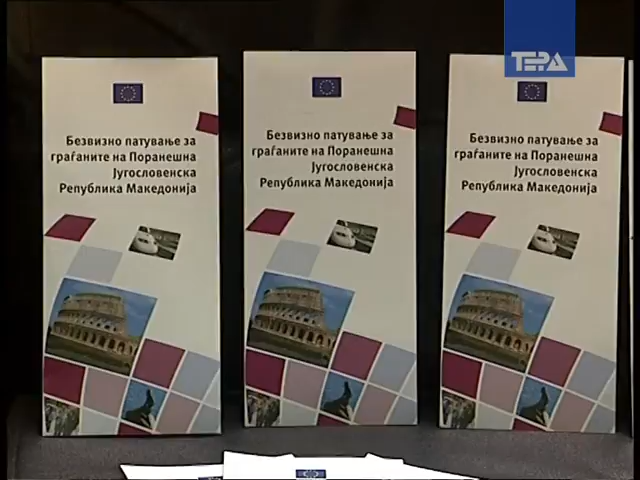 ТЕРА
Безвизно патување за
граѓаните на Поранешна
Југословенска
Република Македонија
Безвизно патување за
граѓаните на Поранешна
Југословенска
Република Македонија
Безвизно патување за
граѓаните на Поранешна
Југословенска
Република Македонија